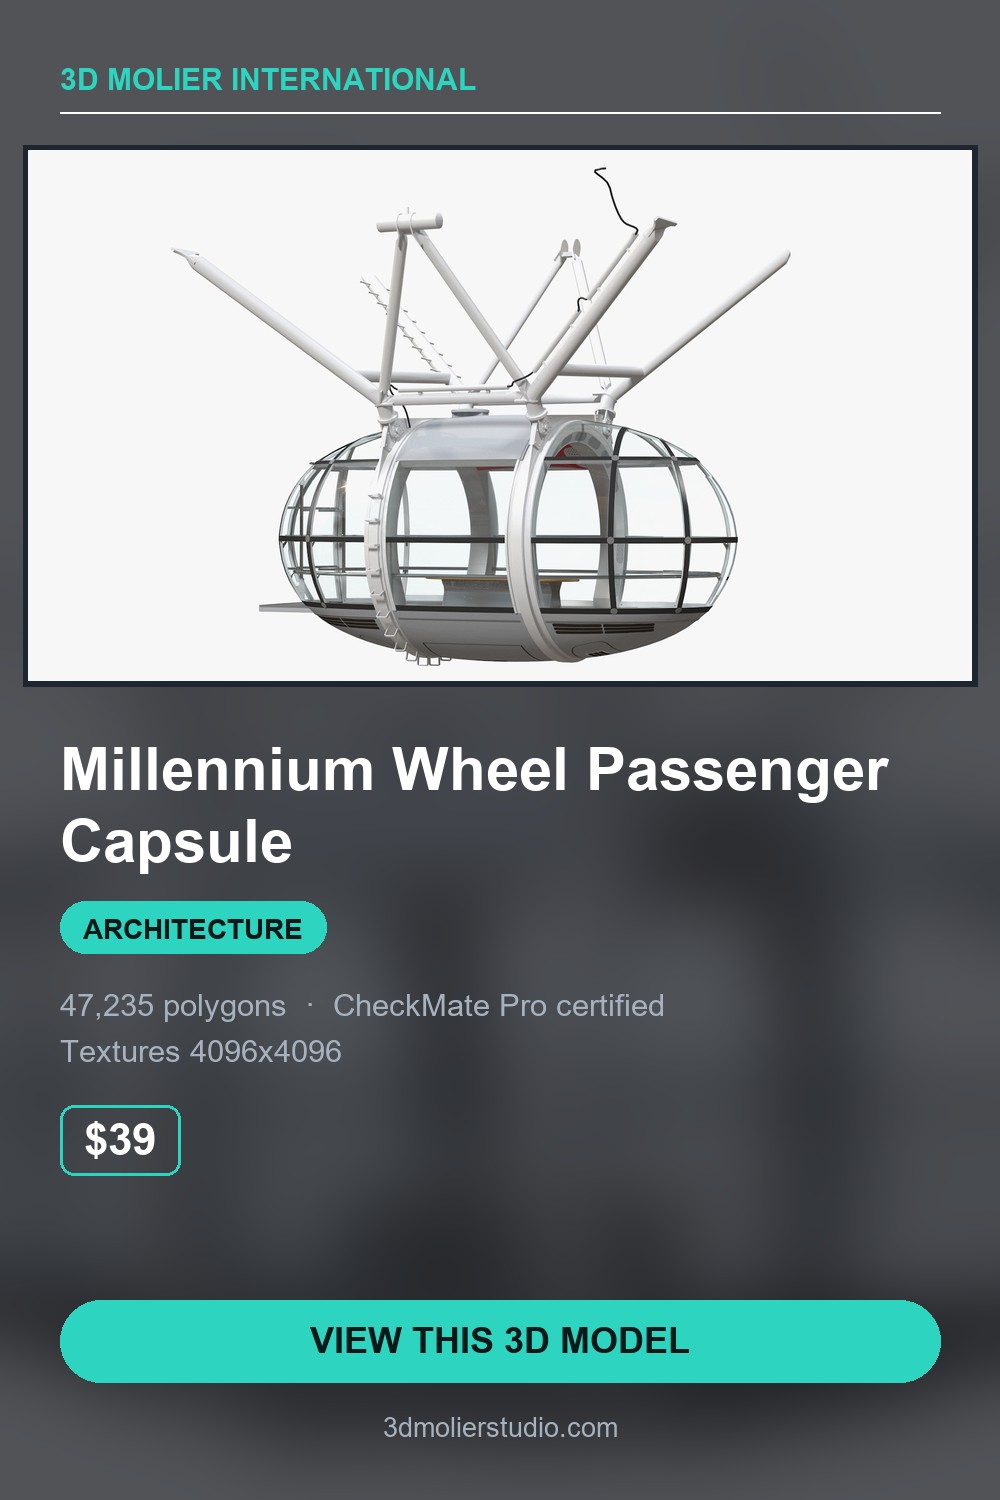 3D MOLIER INTERNATIONAL
Millennium Wheel Passenger
Capsule
ARCHITECTURE
47,235 polygons · CheckMate Pro certified
Textures 4096x4096
$39
VIEW THIS 3D MODEL
3dmolierstudio.com